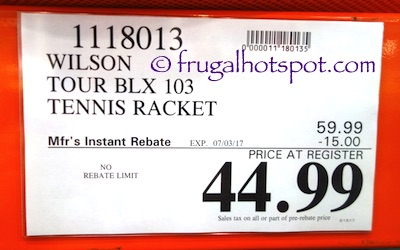 1118013
000011180135
WILSON
© frugalhotspot.com
TOUR BLX 103
TENNIS RACKET
59.99
Mfr's Instant Rebate EXP. 07/03/17 -15.00
PRICE AT REGISTER
NO
REBATE LIMIT
44.99
Sales tax on all or part of pre-rebate price